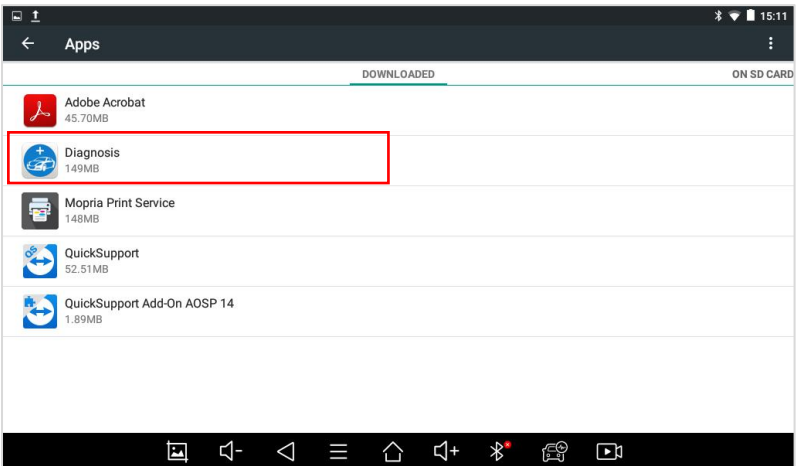 15:11
Apps
DOWNLOADED
ON SD CARD
Adobe Acrobat
45.70MB
Diagnosis
149MB
Mopria Print Service
148MB
QS
QuickSupport
52.51MB
QuickSupport Add-On AOSP 14
1.89MB